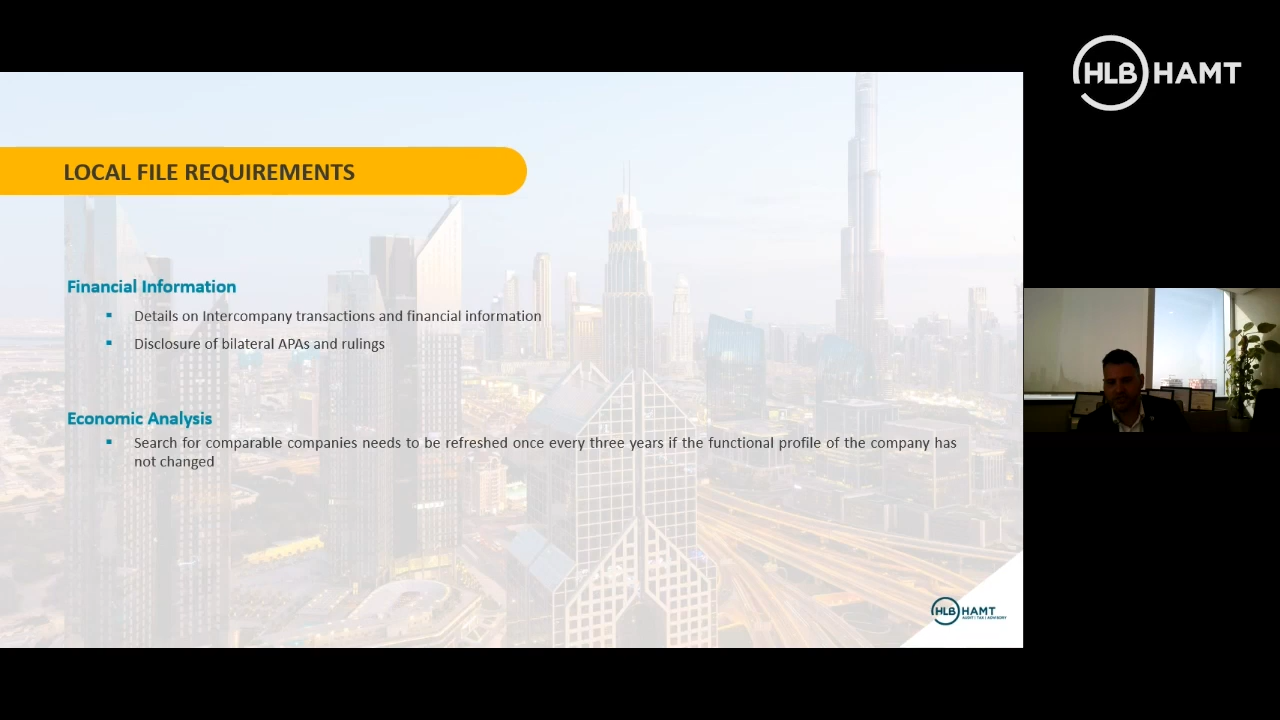 HLB HAMT
LOCAL FILE REQUIREMENTS
Financial Information
Details on Intercompany transactions and financial information
Disclosure of bilateral APAs and rulings
Economic Analysis
Search for comparable companies needs to be refreshed once every three years if the functional profile of the company has
not changed
HLB HAMT
AUDIT | TAX | ADVISORY